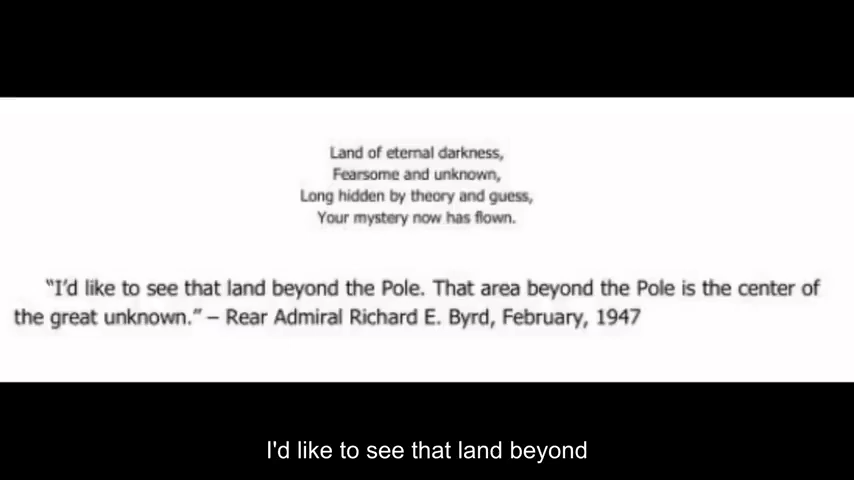 Land of eternal darkness,
Fearsome and unknown,
Long hidden by theory and guess,
Your mystery now has flown.
"I'd like to see that land beyond the Pole. That area beyond the Pole is the center of
the great unknown." – Rear Admiral Richard E. Byrd, February, 1947
I'd like to see that land beyond